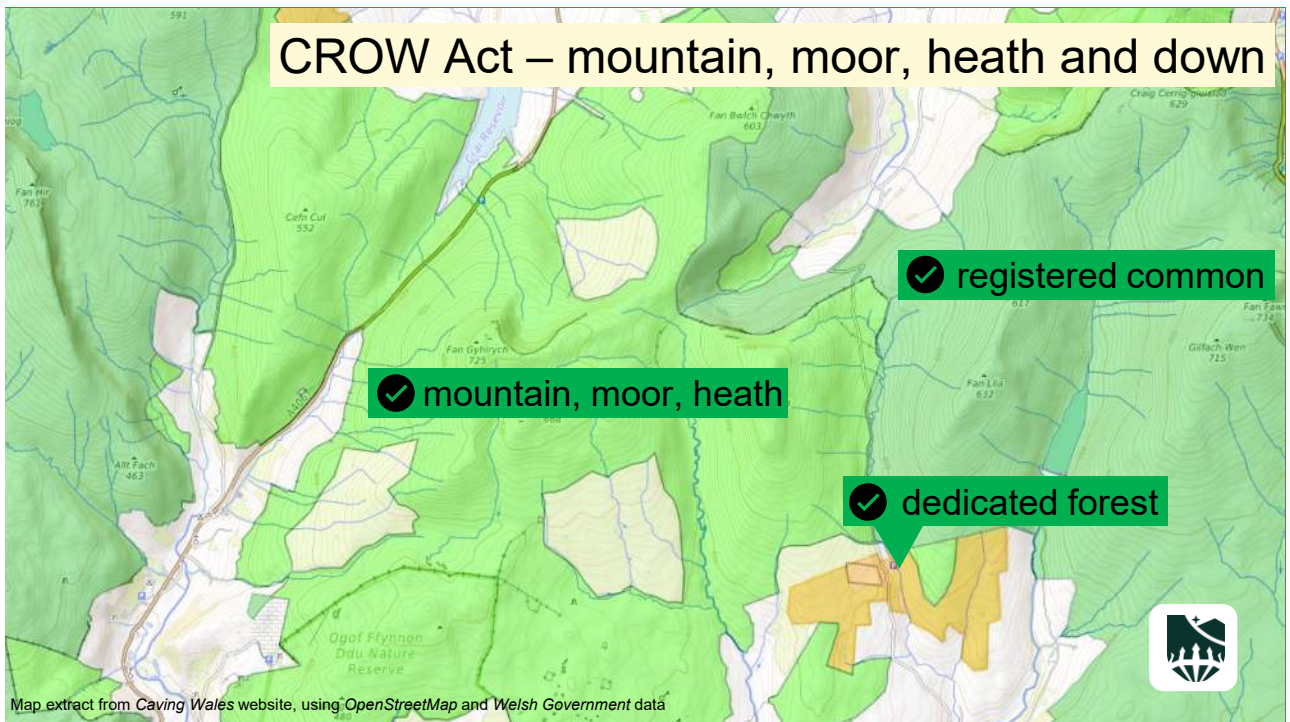 591
CROW Act – mountain, moor, heath and down
Craig Cerrig-gleisiad
629
Fan Bwlch Chwyth
603
Fan Hir
761
Cefn Cul
552
registered common
617
734
Fan Gyhirych
725
Gilfach-Wen
715
mountain, moor, heath
Fan Llia
632
A4067
Allt Fach
463
dedicated forest
Ogof Ffynnon
Ddu Nature
Reserve
480
Map extract from Caving Wales website, using OpenStreetMap and Welsh Government data